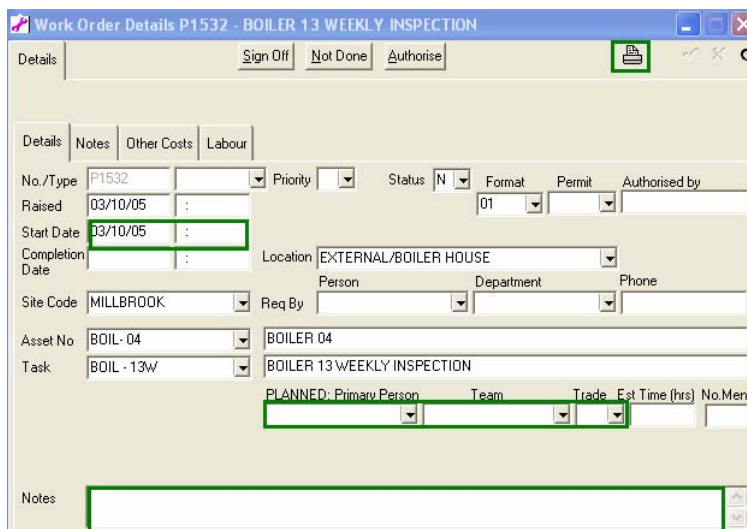 Work Order Details P1532 - BOILER 13 WEEKLY INSPECTION
Details Sign Off Not Done Authorise
Details Notes Other Costs Labour
No./Type P1532 Priority Status N Format Permit Authorised by
01
Raised 03/10/05 :
Start Date 03/10/05 :
Completion Date : Location EXTERNAL/BOILER HOUSE
Person Department Phone
Site Code MILLBROOK Req By
Asset No BOIL- 04 BOILER 04
Task BOIL - 13W BOILER 13 WEEKLY INSPECTION
PLANNED: Primary Person Team Trade Est Time (hrs) No.Men
Notes